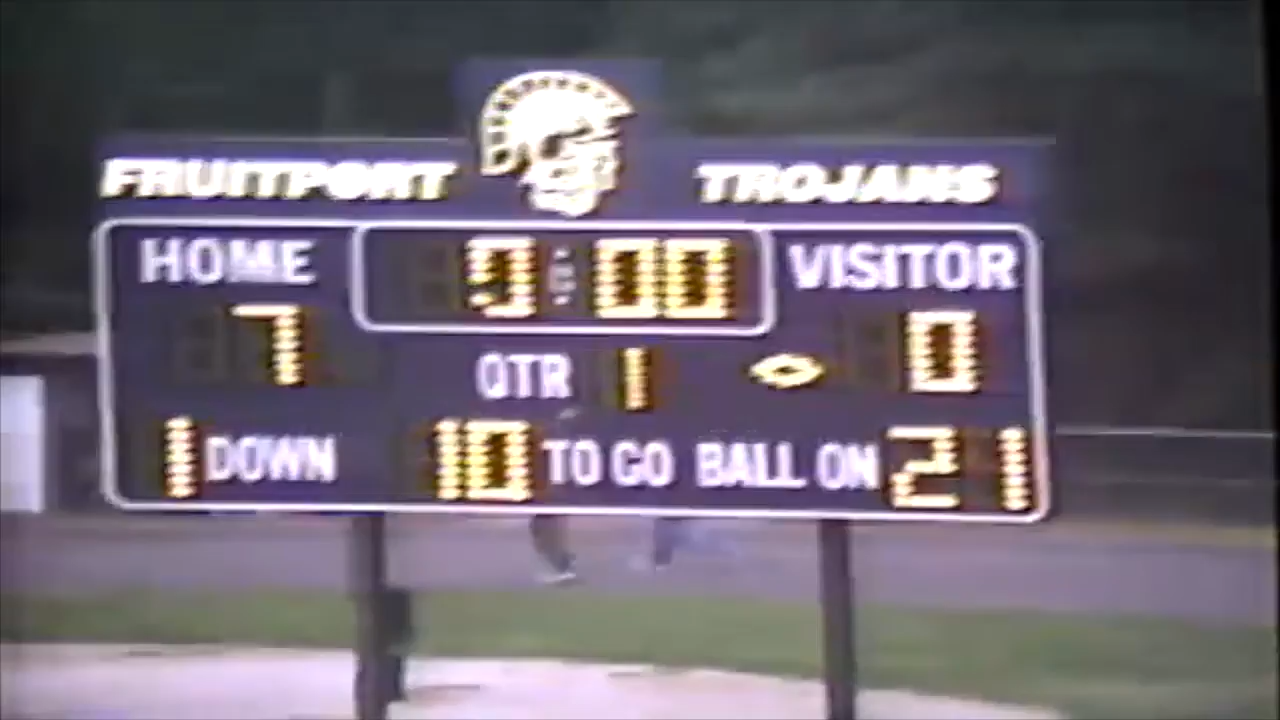 FRUITPORT TROJANS
HOME 9:00 VISITOR
7 QTR 1 0
1 DOWN 10 TO GO BALL ON 21